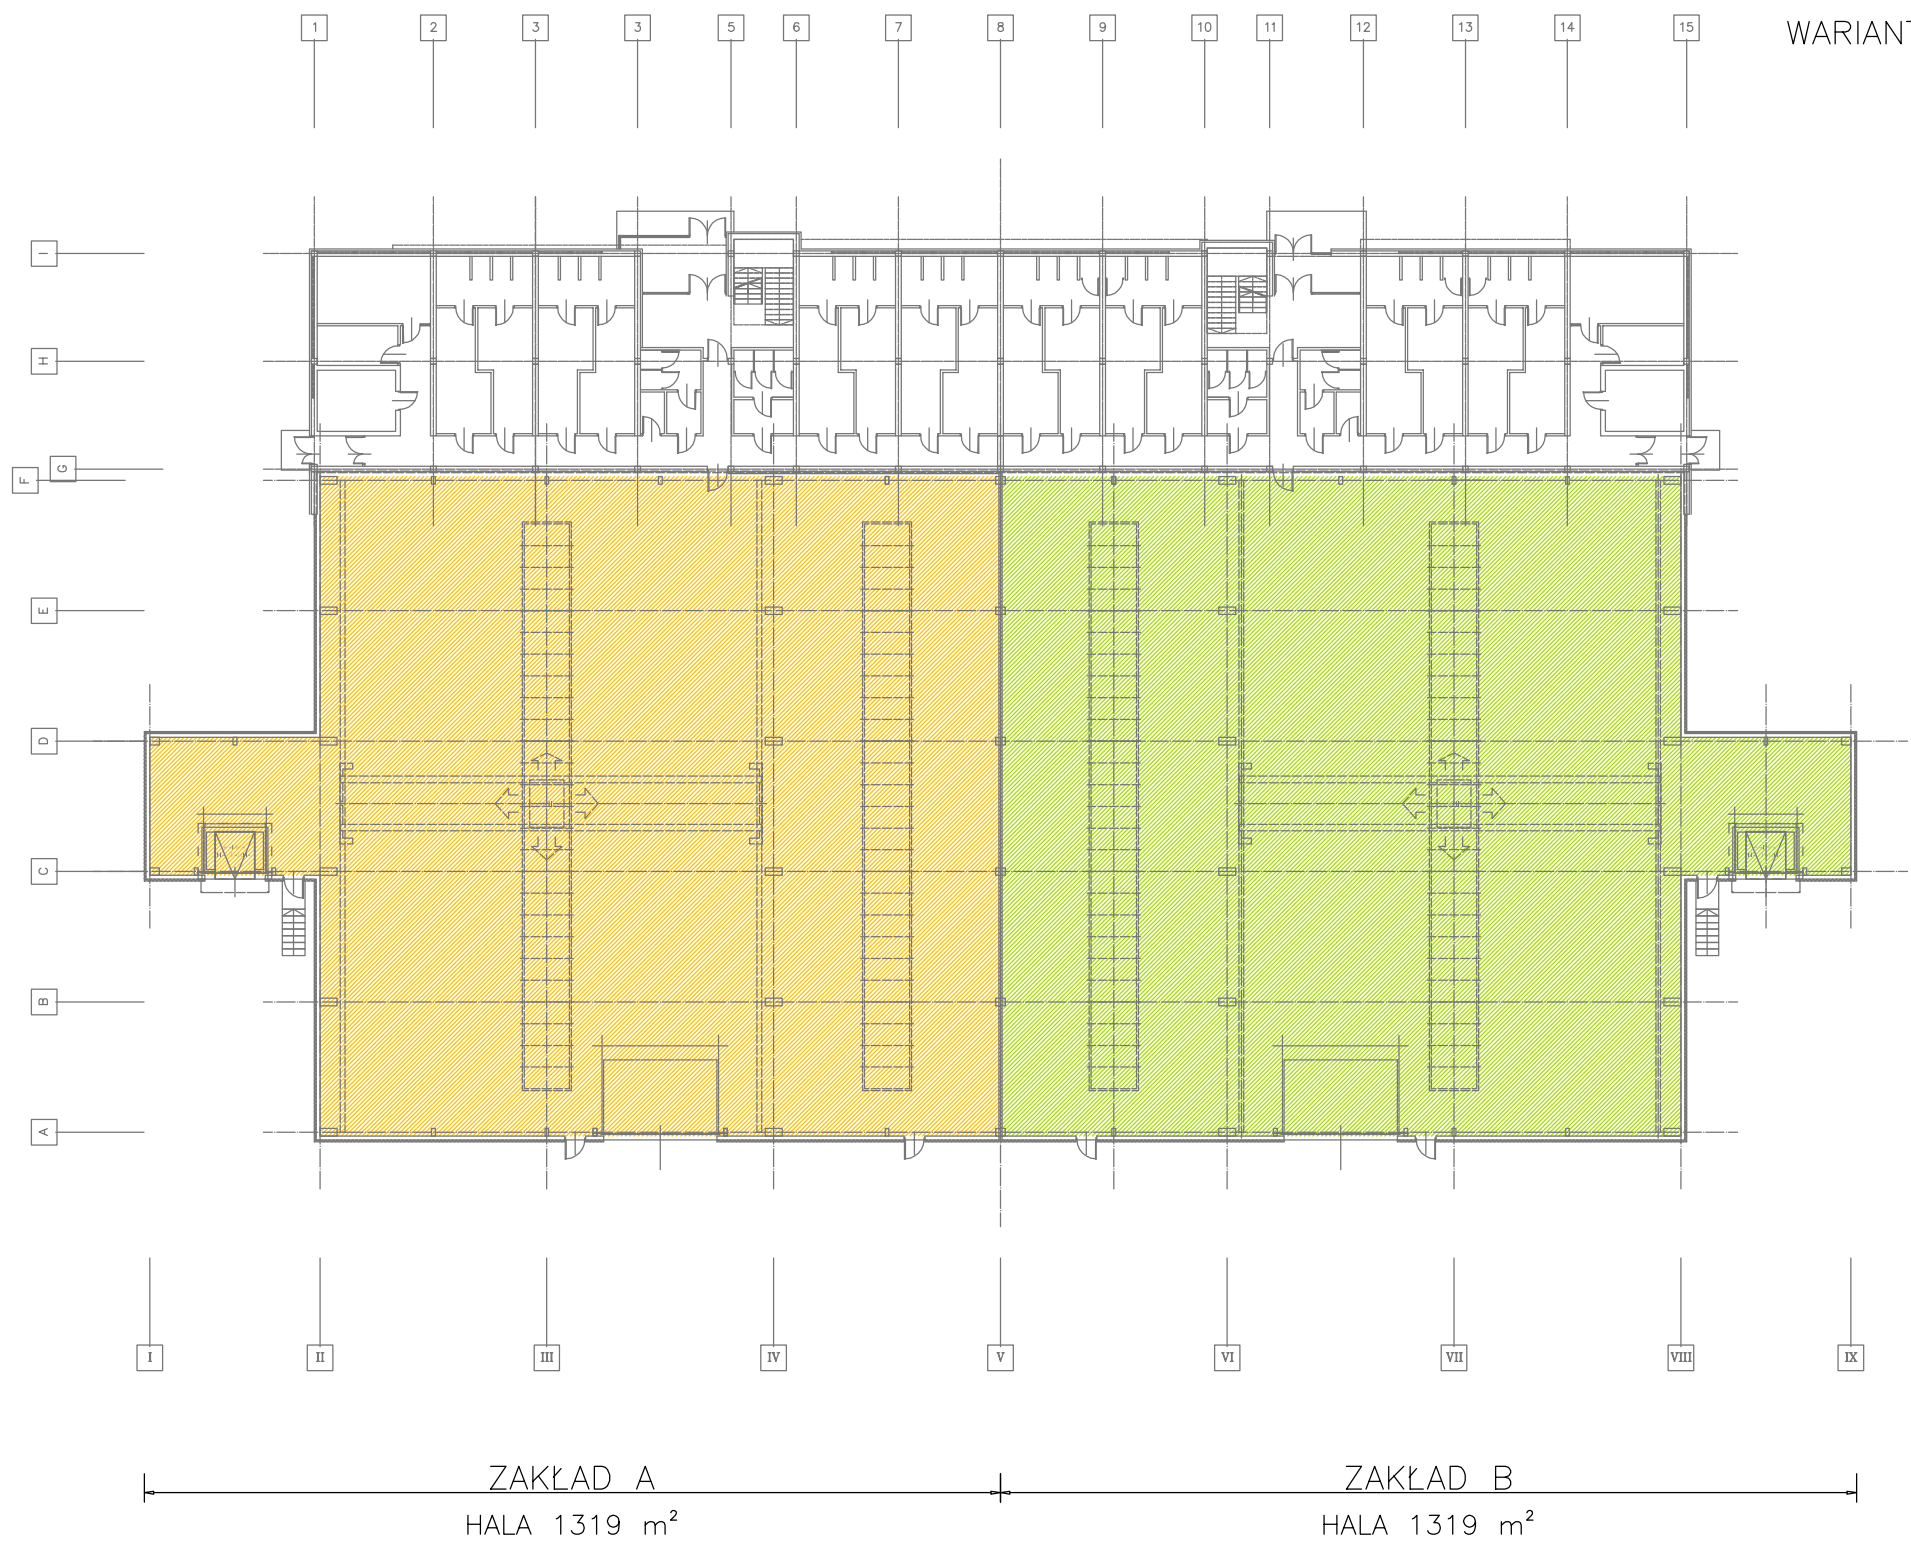 1 2 3 3 5 6 7 8 9 10 11 12 13 14 15
WARIANT
I
H
G
F
E
D
C
B
A
I II III IV V VI VII VIII IX
ZAKŁAD A ZAKŁAD B
HALA 1319 m² HALA 1319 m²